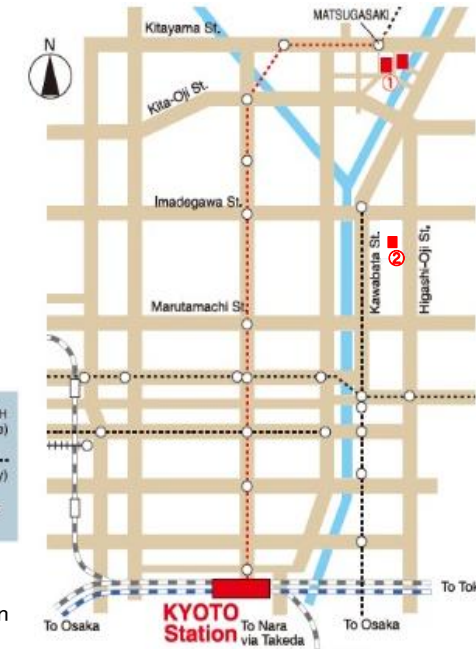 MATSUGASAKI
Kitayama St.
N
①
Kita-Oji St.
Imadegawa St.
Kawabata St.
Higashi-Oji St.
②
Marutamachi St.
KYOTO
Station
To Osaka
To Nara
via Takeda
To Osaka